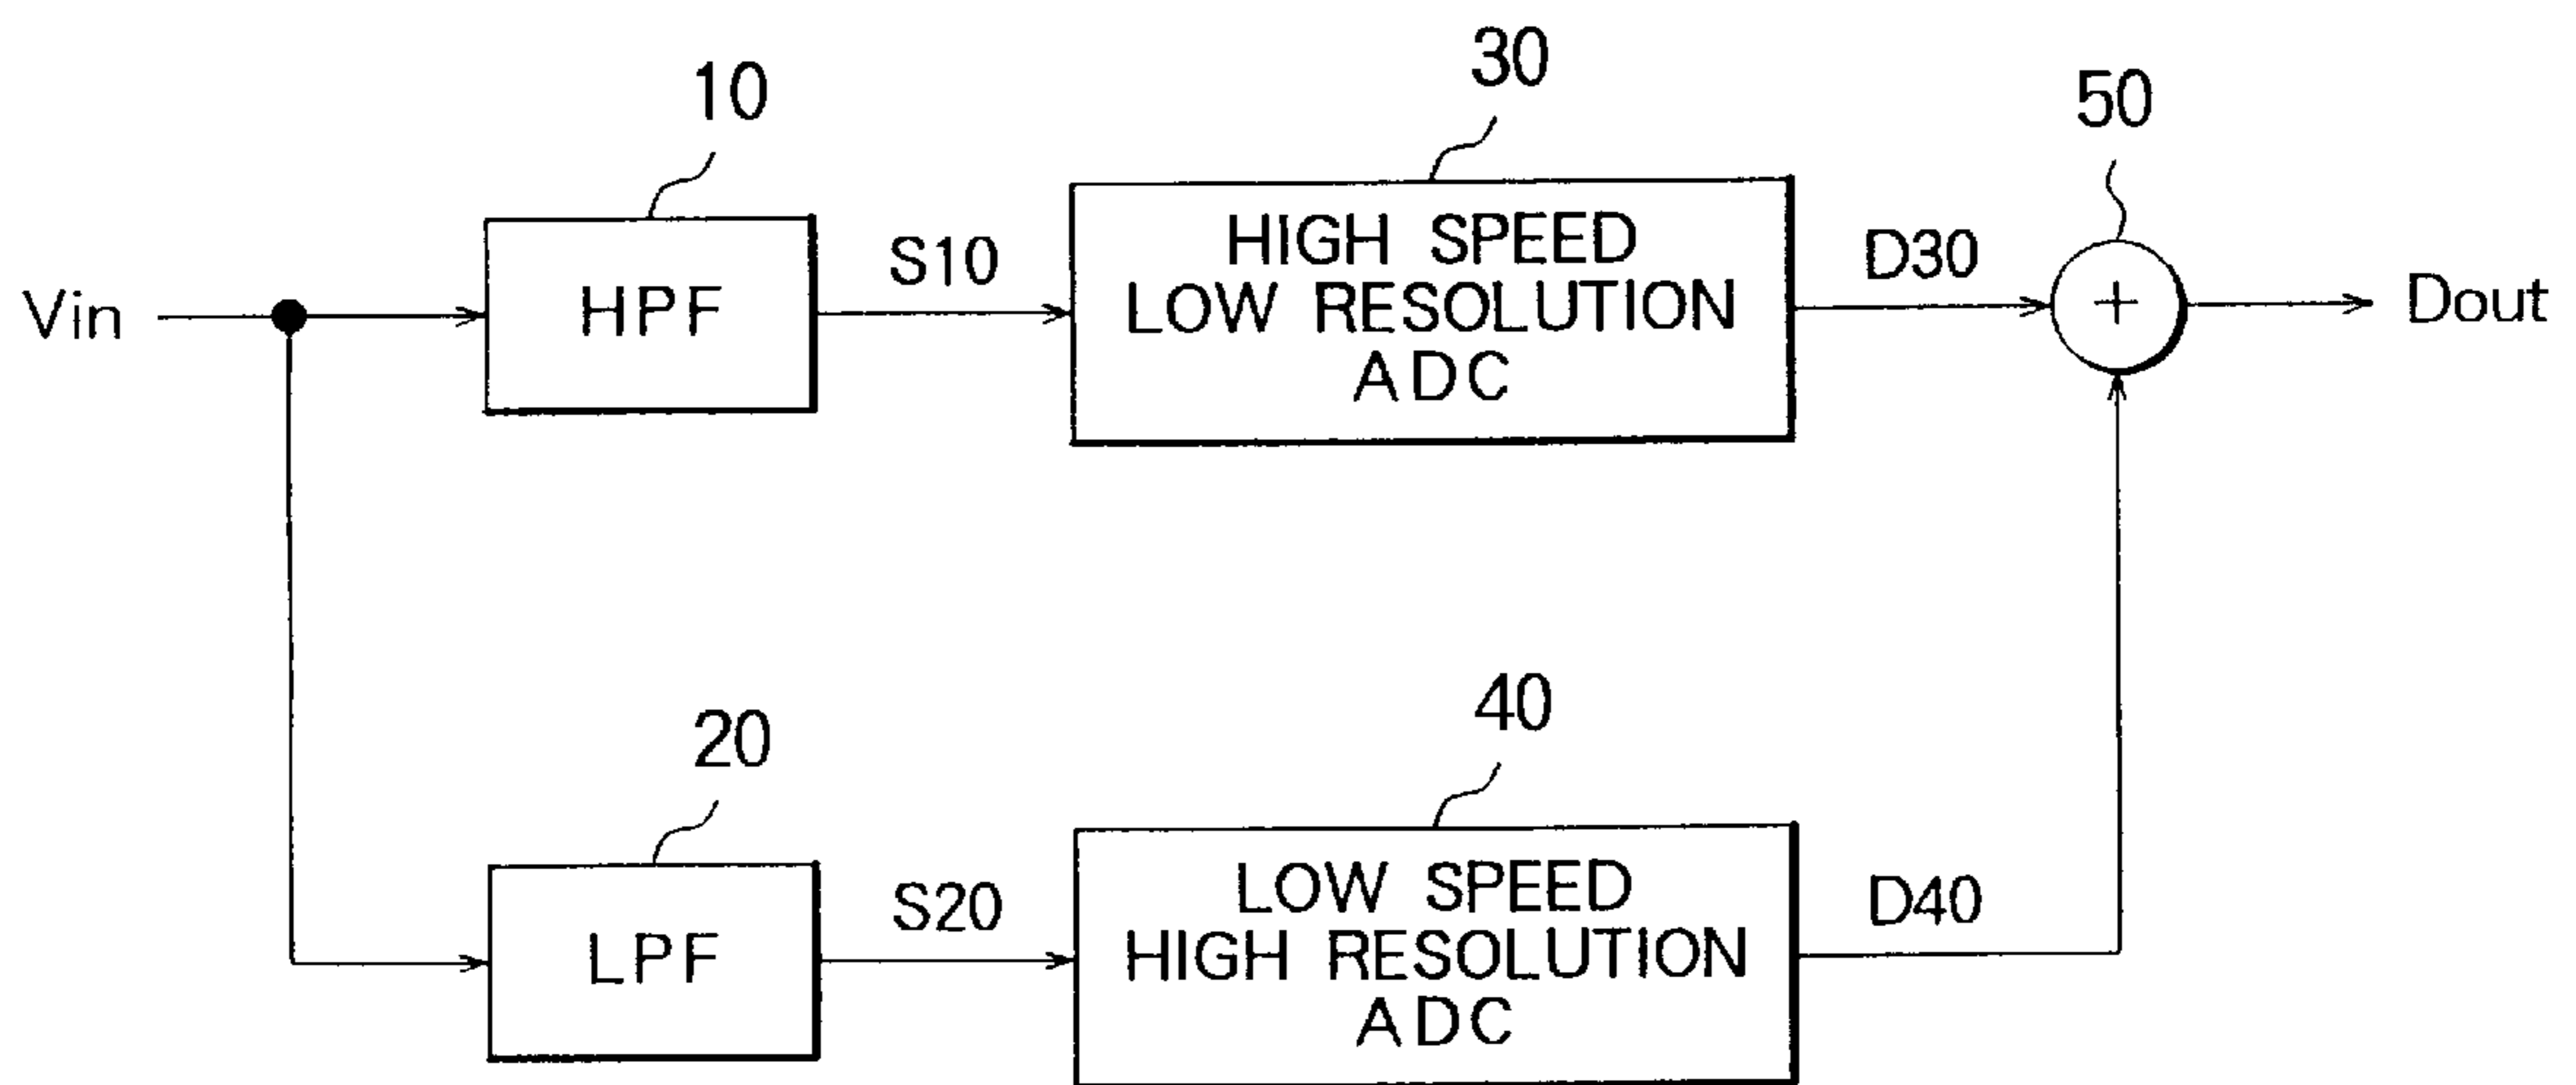 10
30
50
Vin
HPF
S10
HIGH SPEED
LOW RESOLUTION
ADC
D30
+
Dout
20
40
LPF
S20
LOW SPEED
HIGH RESOLUTION
ADC
D40